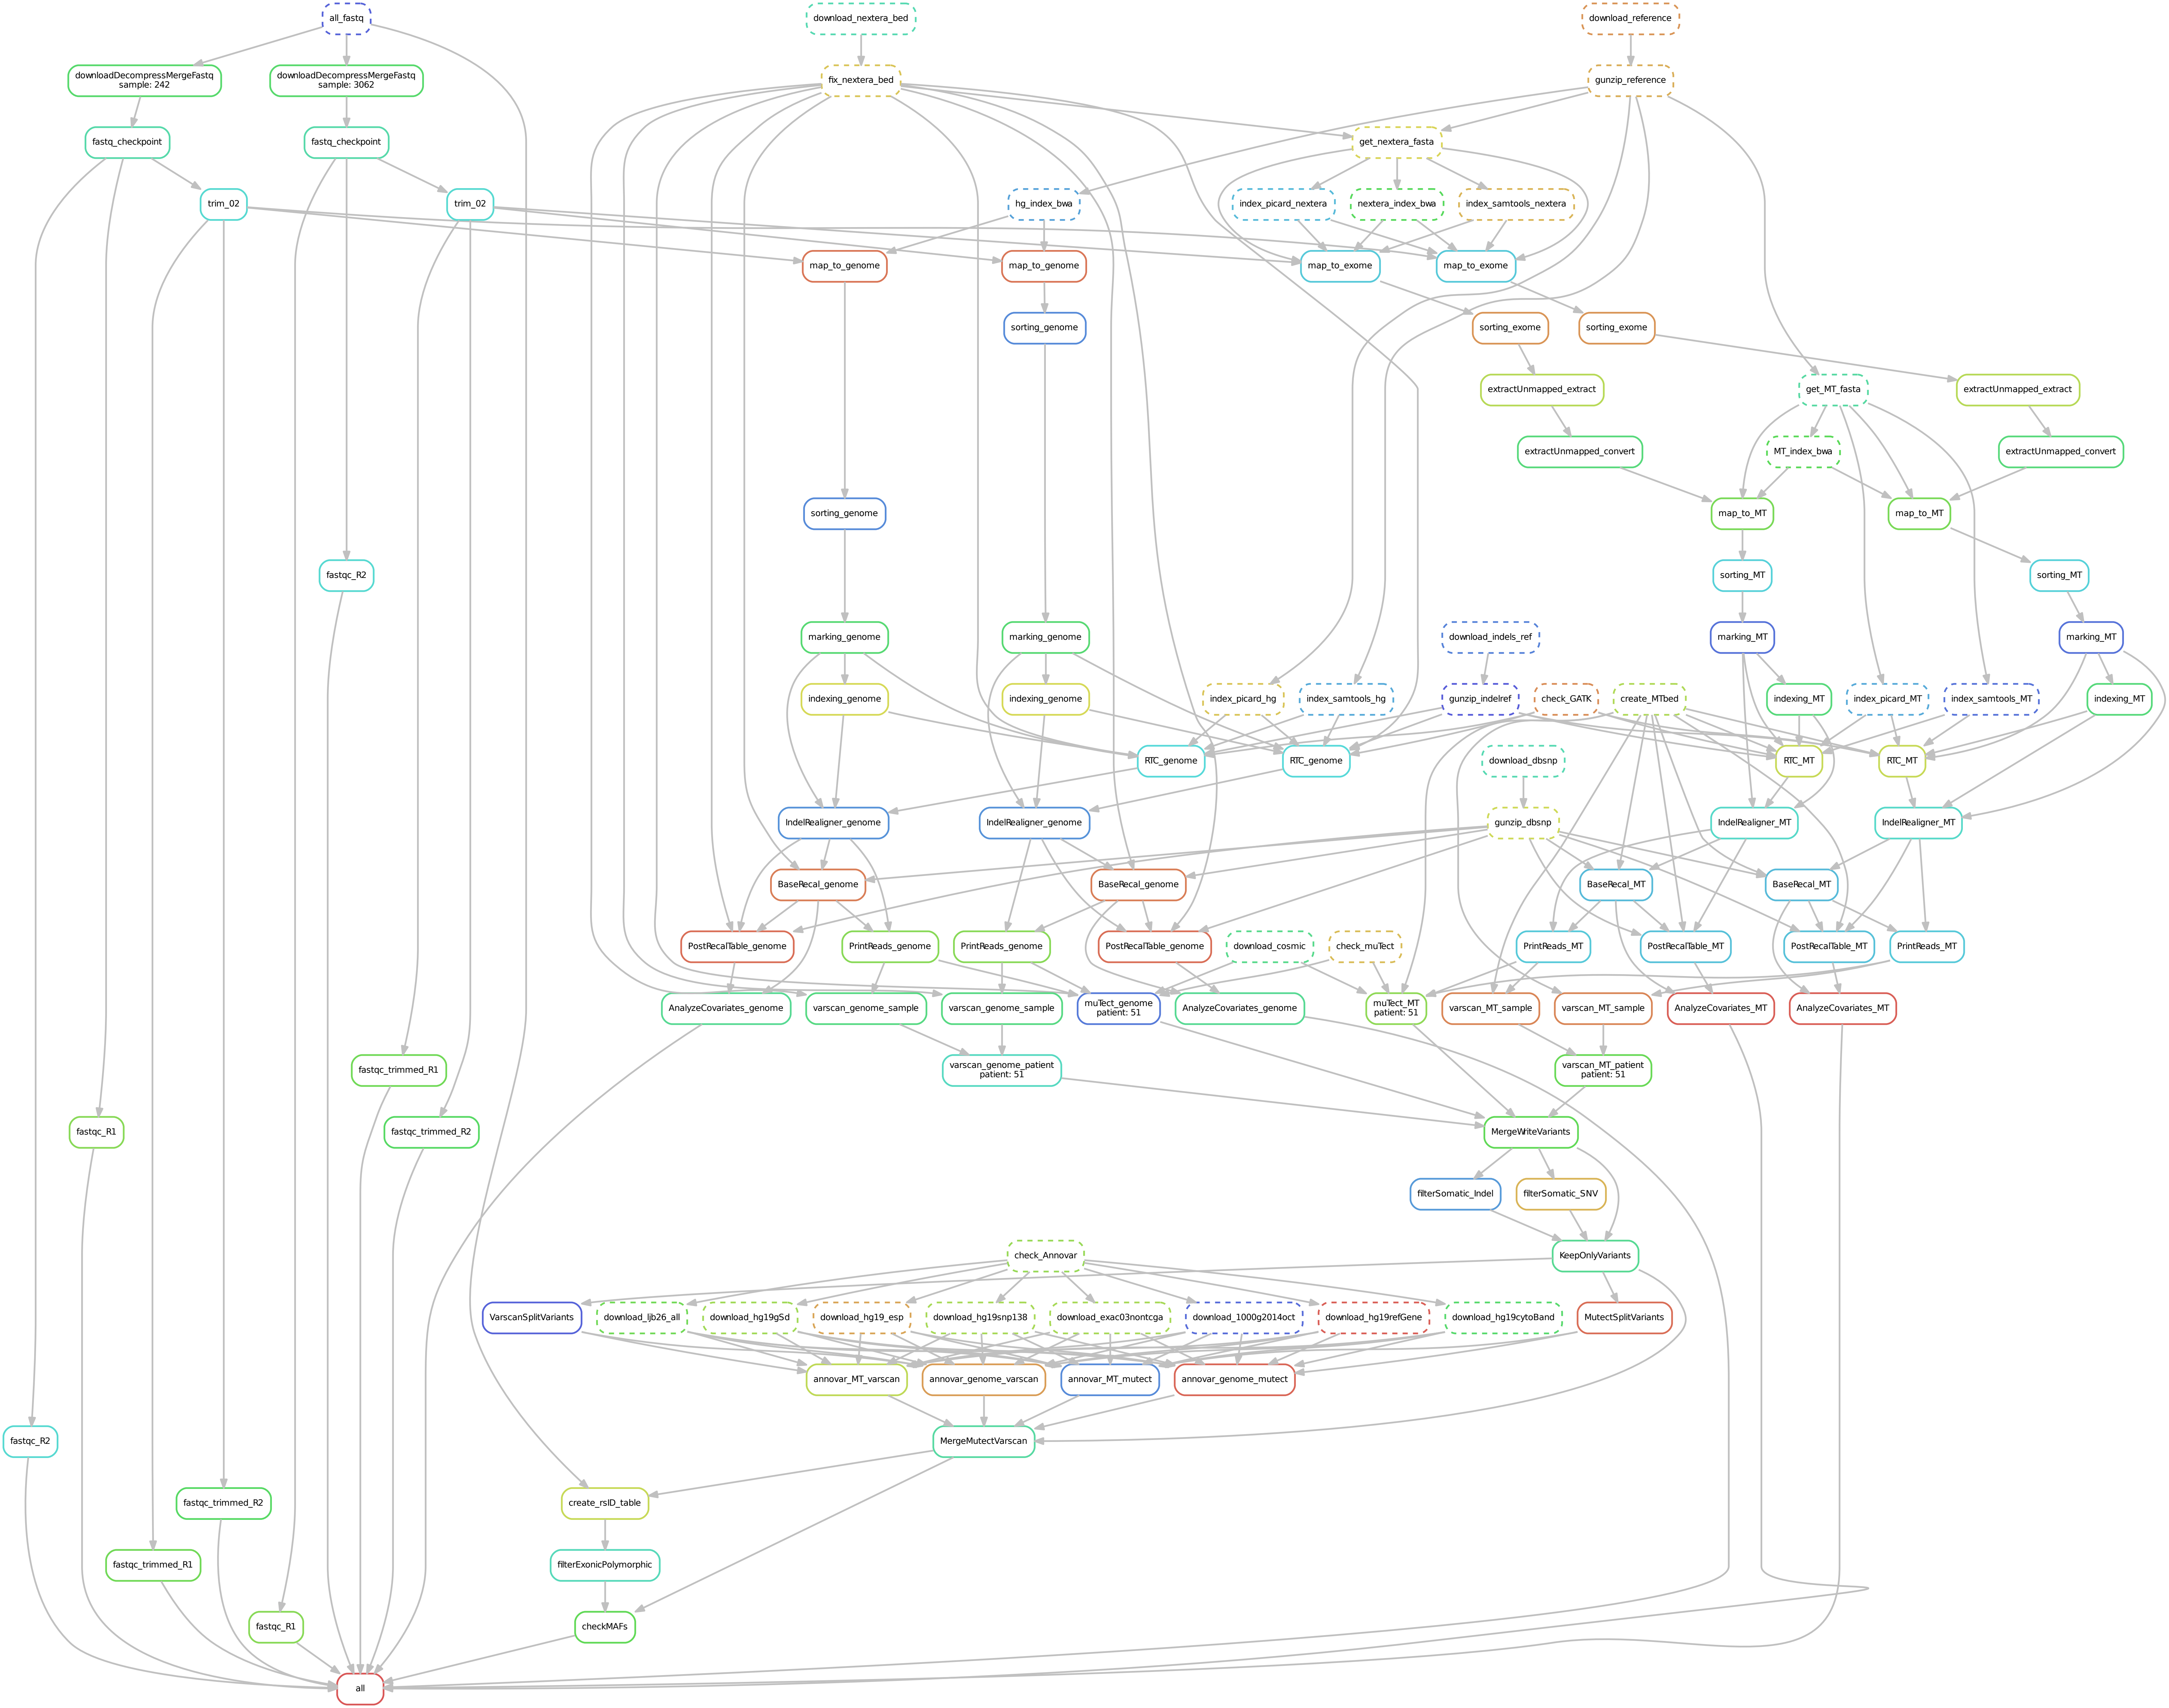 all_fastq
download_nextera_bed
download_reference
downloadDecompressMergeFastq
sample: 242
downloadDecompressMergeFastq
sample: 3062
fix_nextera_bed
gunzip_reference
fastq_checkpoint
fastq_checkpoint
get_nextera_fasta
trim_02
trim_02
hg_index_bwa
index_picard_nextera
nextera_index_bwa
index_samtools_nextera
map_to_genome
map_to_genome
map_to_exome
map_to_exome
sorting_genome
sorting_exome
sorting_exome
extractUnmapped_extract
get_MT_fasta
extractUnmapped_extract
extractUnmapped_convert
MT_index_bwa
extractUnmapped_convert
sorting_genome
map_to_MT
map_to_MT
fastqc_R2
sorting_MT
sorting_MT
marking_genome
marking_genome
download_indels_ref
marking_MT
marking_MT
indexing_genome
indexing_genome
index_picard_hg
index_samtools_hg
gunzip_indelref
check_GATK
create_MTbed
indexing_MT
index_picard_MT
index_samtools_MT
indexing_MT
RTC_genome
RTC_genome
download_dbsnp
RTC_MT
RTC_MT
IndelRealigner_genome
IndelRealigner_genome
gunzip_dbsnp
IndelRealigner_MT
IndelRealigner_MT
BaseRecal_genome
BaseRecal_genome
BaseRecal_MT
BaseRecal_MT
PostRecalTable_genome
PrintReads_genome
PrintReads_genome
PostRecalTable_genome
download_cosmic
check_muTect
PrintReads_MT
PostRecalTable_MT
PostRecalTable_MT
PrintReads_MT
AnalyzeCovariates_genome
varscan_genome_sample
varscan_genome_sample
muTect_genome
patient: 51
AnalyzeCovariates_genome
muTect_MT
patient: 51
varscan_MT_sample
varscan_MT_sample
AnalyzeCovariates_MT
AnalyzeCovariates_MT
fastqc_trimmed_R1
varscan_genome_patient
patient: 51
varscan_MT_patient
patient: 51
fastqc_R1
fastqc_trimmed_R2
MergeWriteVariants
filterSomatic_Indel
filterSomatic_SNV
check_Annovar
KeepOnlyVariants
VarscanSplitVariants
download_ljb26_all
download_hg19gSd
download_hg19_esp
download_hg19snp138
download_exac03nontcga
download_1000g2014oct
download_hg19refGene
download_hg19cytoBand
MutectSplitVariants
annovar_MT_varscan
annovar_genome_varscan
annovar_MT_mutect
annovar_genome_mutect
fastqc_R2
MergeMutectVarscan
fastqc_trimmed_R2
create_rsID_table
fastqc_trimmed_R1
filterExonicPolymorphic
fastqc_R1
checkMAFs
all